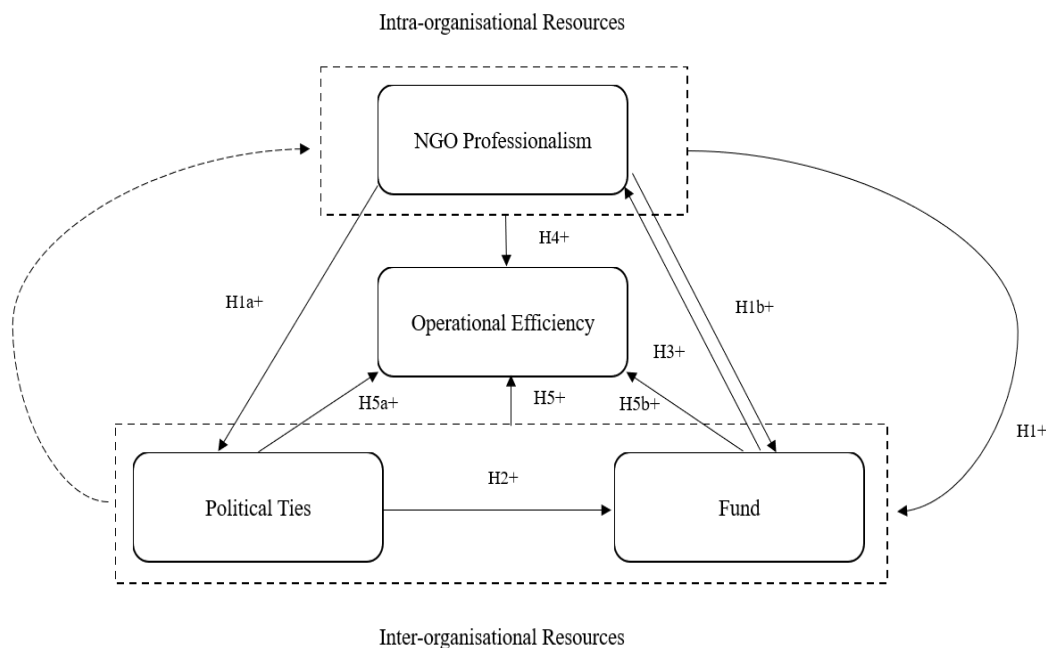 Intra-organisational Resources
NGO Professionalism
H4+
H1a+
H1b+
Operational Efficiency
H3+
H5a+
H5+
H5b+
H1+
H2+
Political Ties
Fund
Inter-organisational Resources